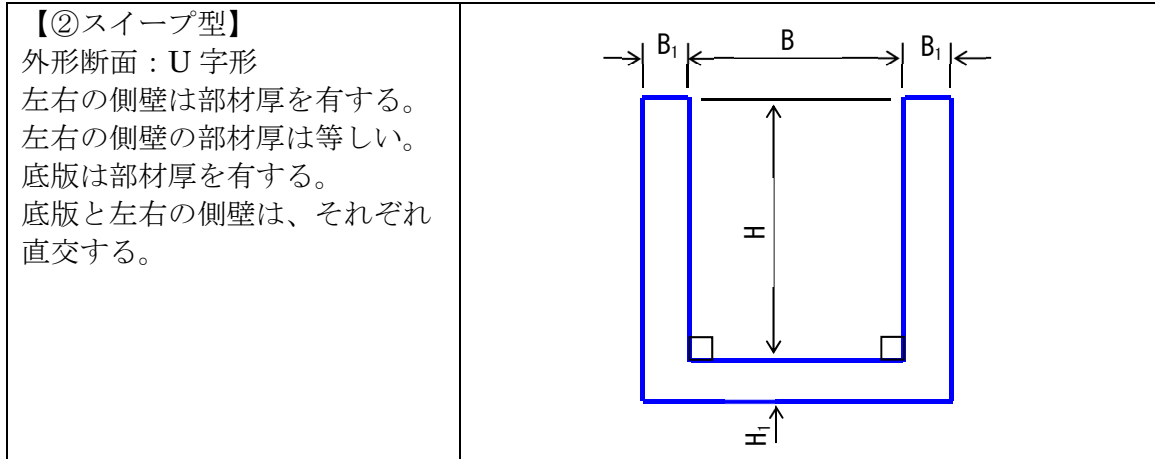 【②スイープ型】
外形断面：U 字形
左右の側壁は部材厚を有する。
左右の側壁の部材厚は等しい。
底版は部材厚を有する。
底版と左右の側壁は、それぞれ
直交する。
B₁ B B₁
H
H₁